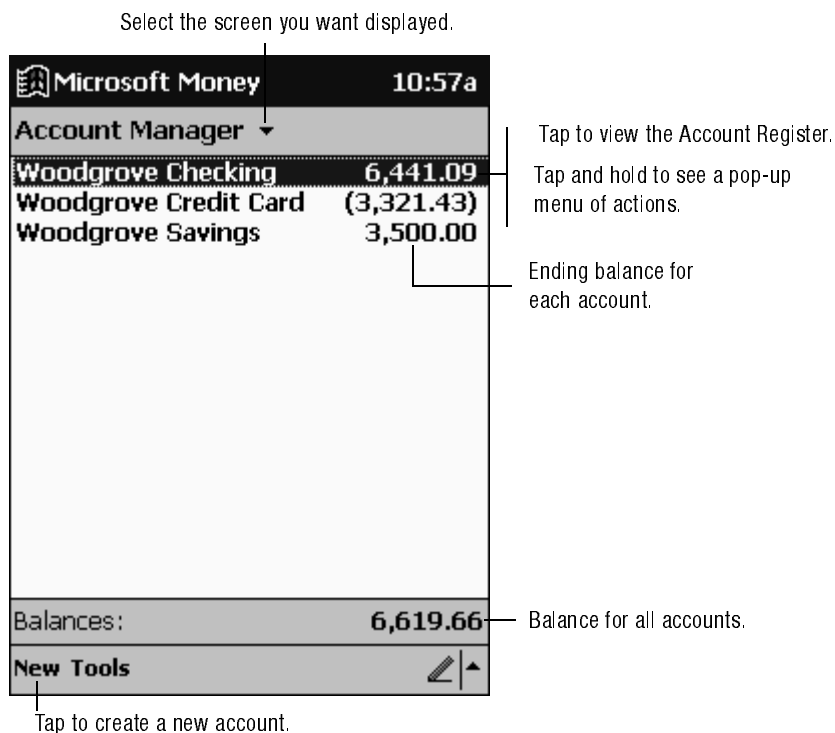 Select the screen you want displayed.
Microsoft Money 10:57a
Account Manager
Woodgrove Checking 6,441.09
Woodgrove Credit Card (3,321.43)
Woodgrove Savings 3,500.00
Tap to view the Account Register.
Tap and hold to see a pop-up
menu of actions.
Ending balance for
each account.
Balances: 6,619.66
Balance for all accounts.
New Tools
Tap to create a new account.